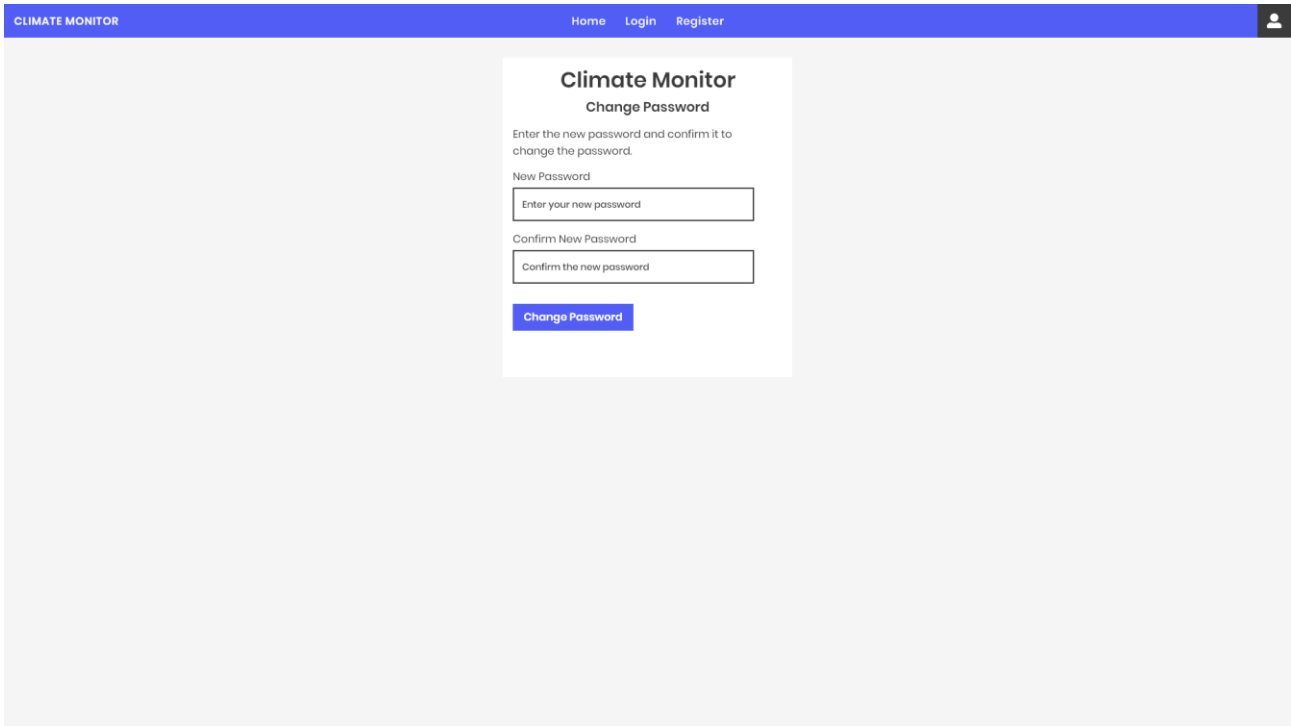 CLIMATE MONITOR
Home Login Register
Climate Monitor
Change Password
Enter the new password and confirm it to
change the password.
New Password
Enter your new password
Confirm New Password
Confirm the new password
Change Password